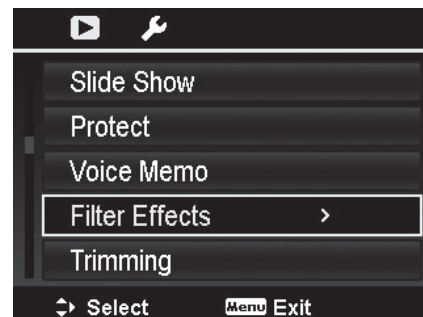 Slide Show
Protect
Voice Memo
Filter Effects >
Trimming
Select Menu Exit